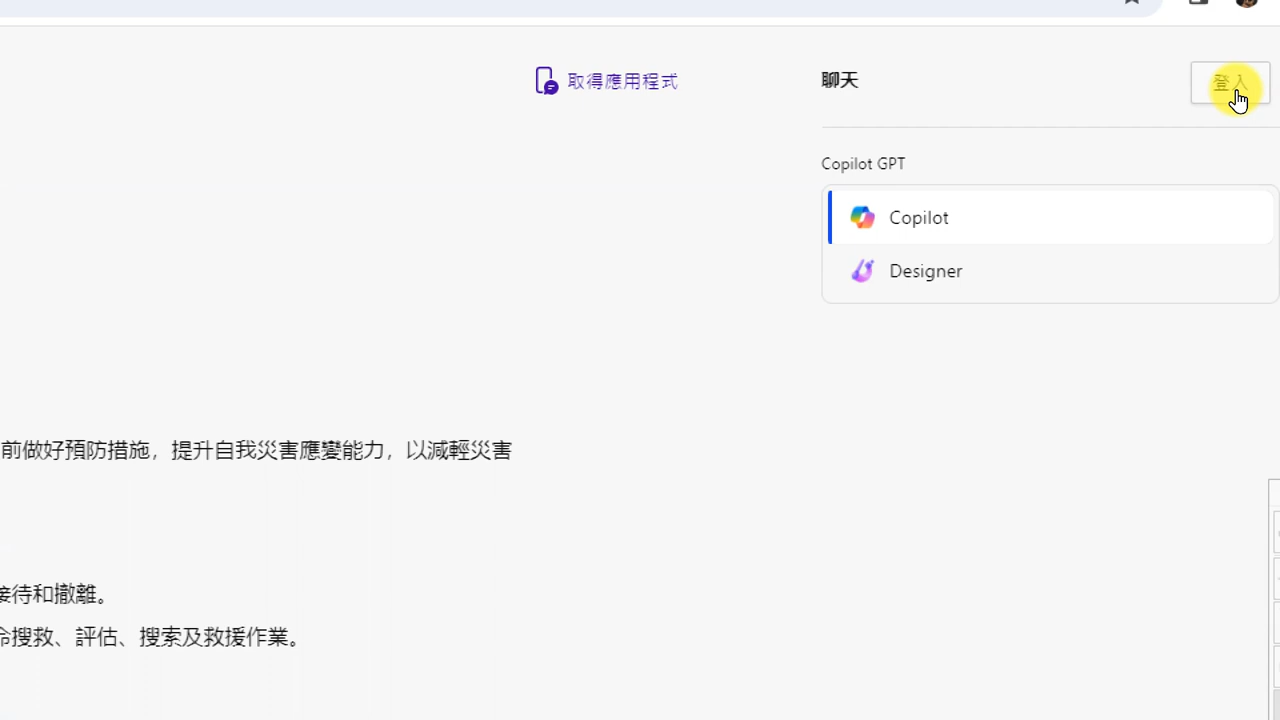 取得應用程式
聊天
登入
Copilot GPT
Copilot
Designer
前做好預防措施，提升自我災害應變能力，以減輕災害
接待和撤離。
命搜救、評估、搜索及救援作業。